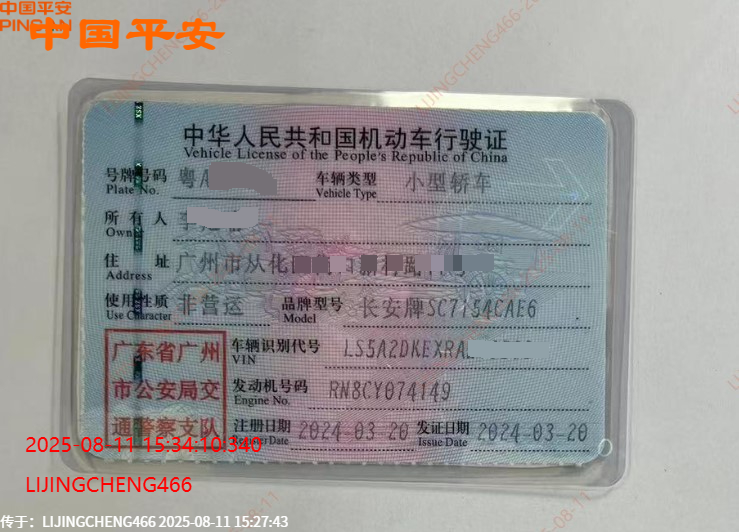 中国平安
PINGAN
中国平安
中华人民共和国机动车行驶证
Vehicle License of the People's Republic of China
号牌号码 粤A 车辆类型 小型轿车
Plate No. Vehicle Type
所有人 李
Owner
住址 广州市从化
Address
使用性质 非营运 品牌型号 长安牌SC7154CAE6
Use Character Model
广东省广州 车辆识别代号 LS5A2DKEXRA
VIN
市公安局交 发动机号码 RN8CY074149
Engine No.
通警察支队 注册日期 2024-03-20 发证日期 2024-03-20
Register Date Issue Date
2025-08-11 15:34:10:340
LIJINGCHENG466
传于：LIJINGCHENG466 2025-08-11 15:27:43